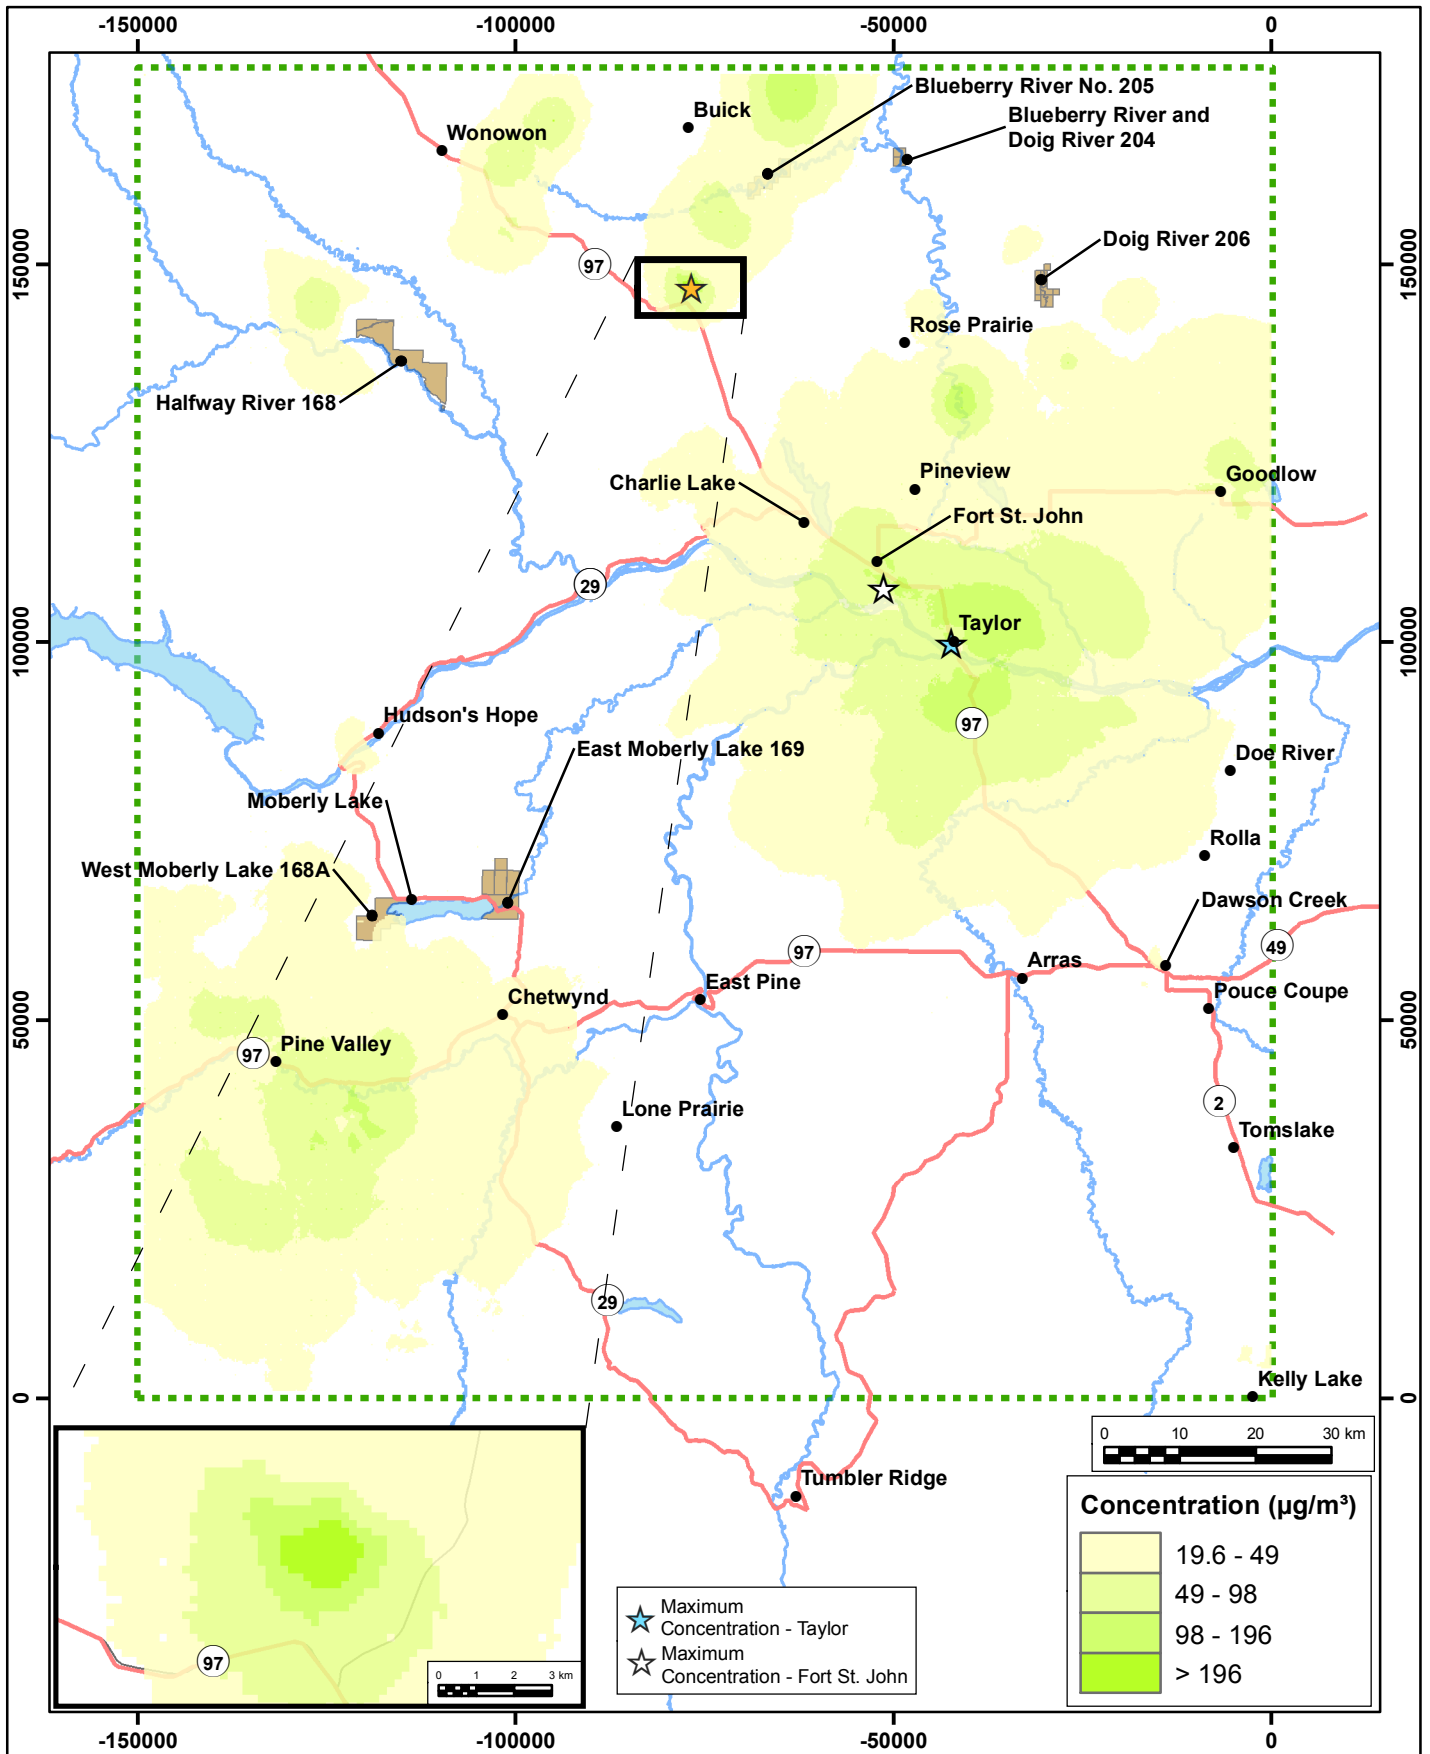 -150000
-100000
-50000
0
Blueberry River No. 205
Buick
Blueberry River and
Doig River 204
Wonowon
Doig River 206
150000
97
150000
Rose Prairie
Halfway River 168
Pineview
Goodlow
Charlie Lake
Fort St. John
29
Taylor
100000
100000
Hudson's Hope
97
East Moberly Lake 169
Doe River
Moberly Lake
Rolla
West Moberly Lake 168A
Dawson Creek
97
49
Arras
East Pine
Chetwynd
Pouce Coupe
50000
50000
97
Pine Valley
2
Lone Prairie
Tomslake
29
0
0
Kelly Lake
0 10 20 30 km
Tumbler Ridge
Concentration (µg/m³)
19.6 - 49
49 - 98
98 - 196
> 196
Maximum
Concentration - Taylor
Maximum
Concentration - Fort St. John
97
0 1 2 3 km
-150000
-100000
-50000
0